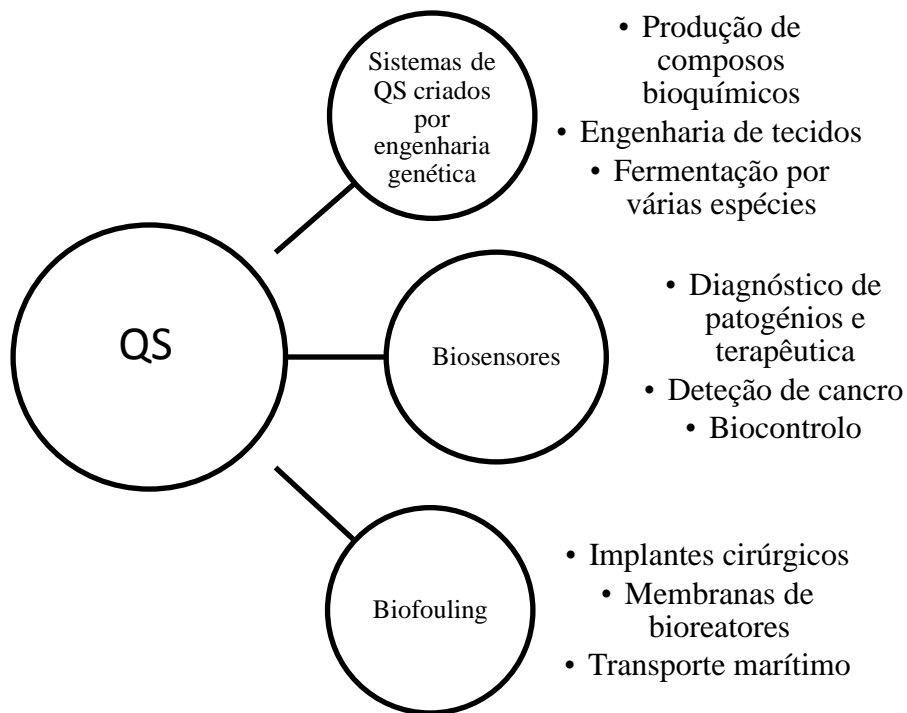 QS
Sistemas de
QS criados
por
engenharia
genética
• Produção de
composos
bioquímicos
• Engenharia de tecidos
• Fermentação por
várias espécies
Biosensores
• Diagnóstico de
patogénios e
terapêutica
• Deteção de cancro
• Biocontrolo
Biofouling
• Implantes cirúrgicos
• Membranas de
bioreatores
• Transporte marítimo